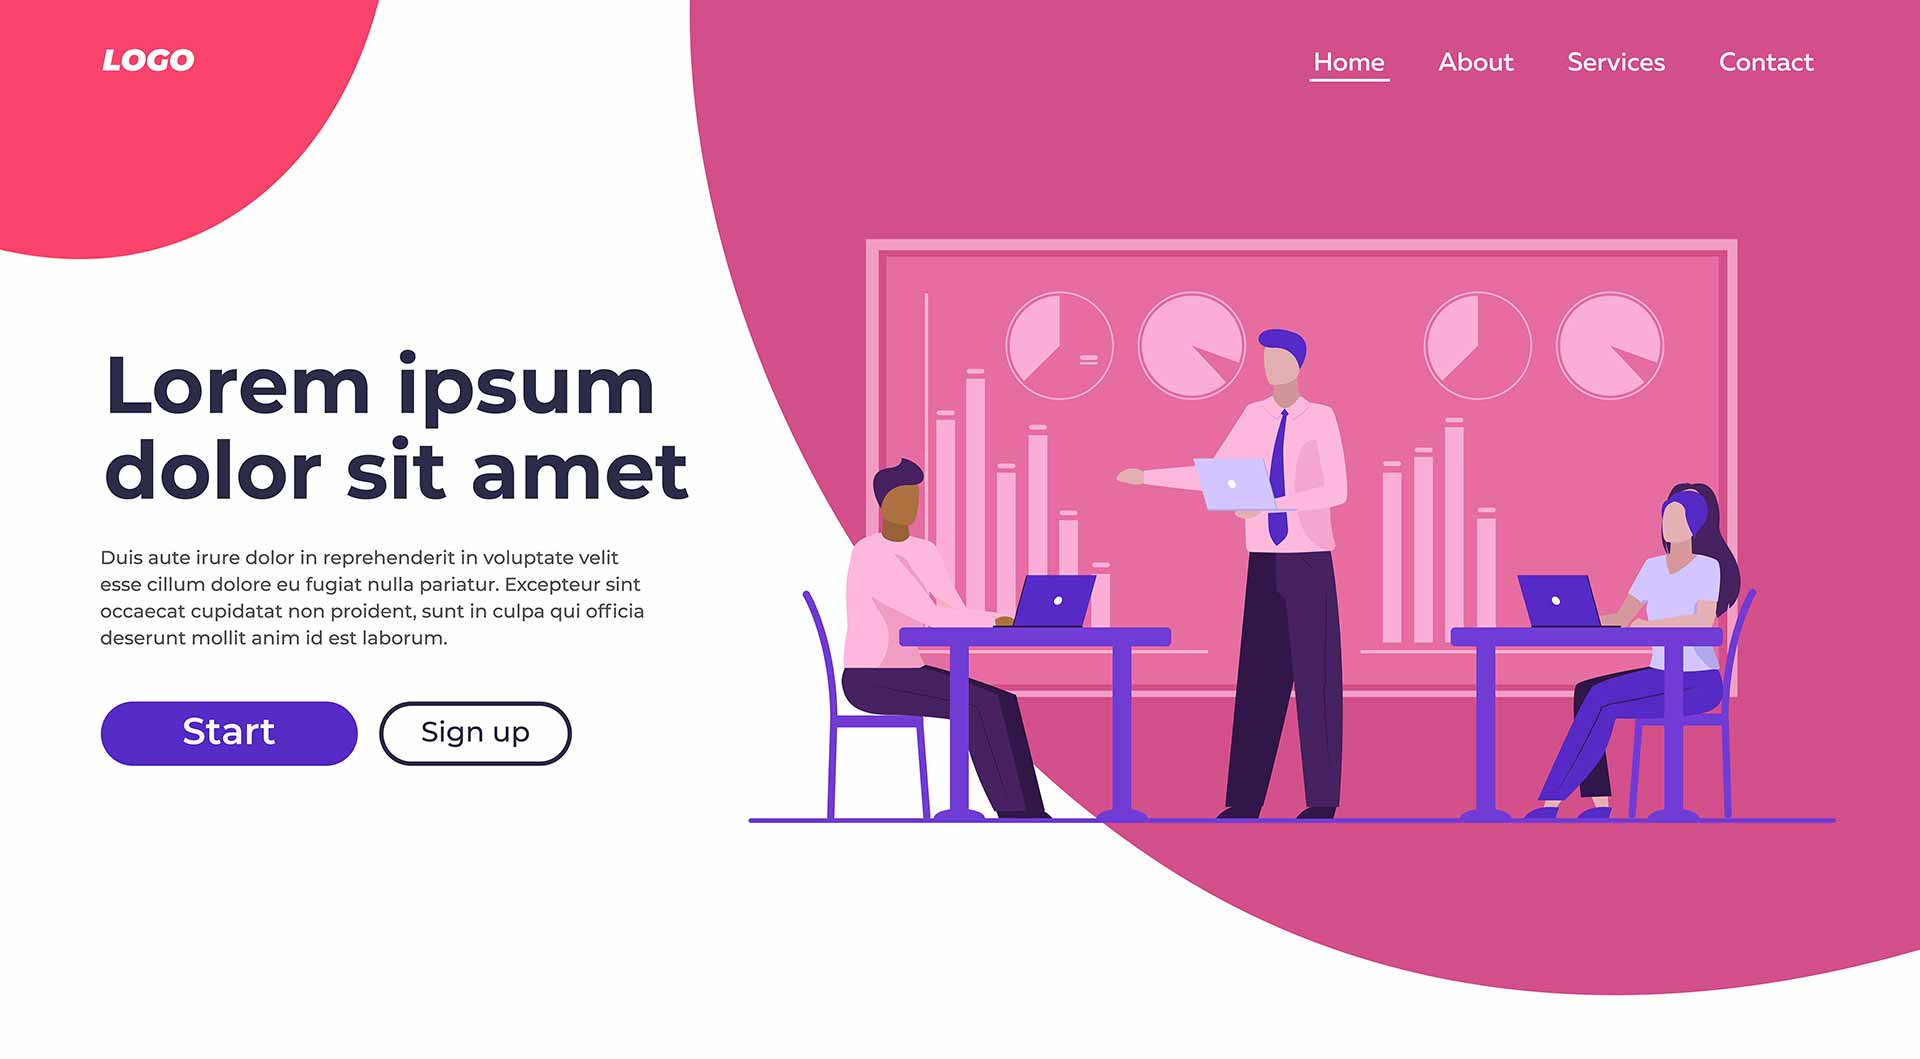 LOGO
Home About Services Contact
Lorem ipsum
dolor sit amet
Duis aute irure dolor in reprehenderit in voluptate velit
esse cillum dolore eu fugiat nulla pariatur. Excepteur sint
occaecat cupidatat non proident, sunt in culpa qui officia
deserunt mollit anim id est laborum.
Start
Sign up